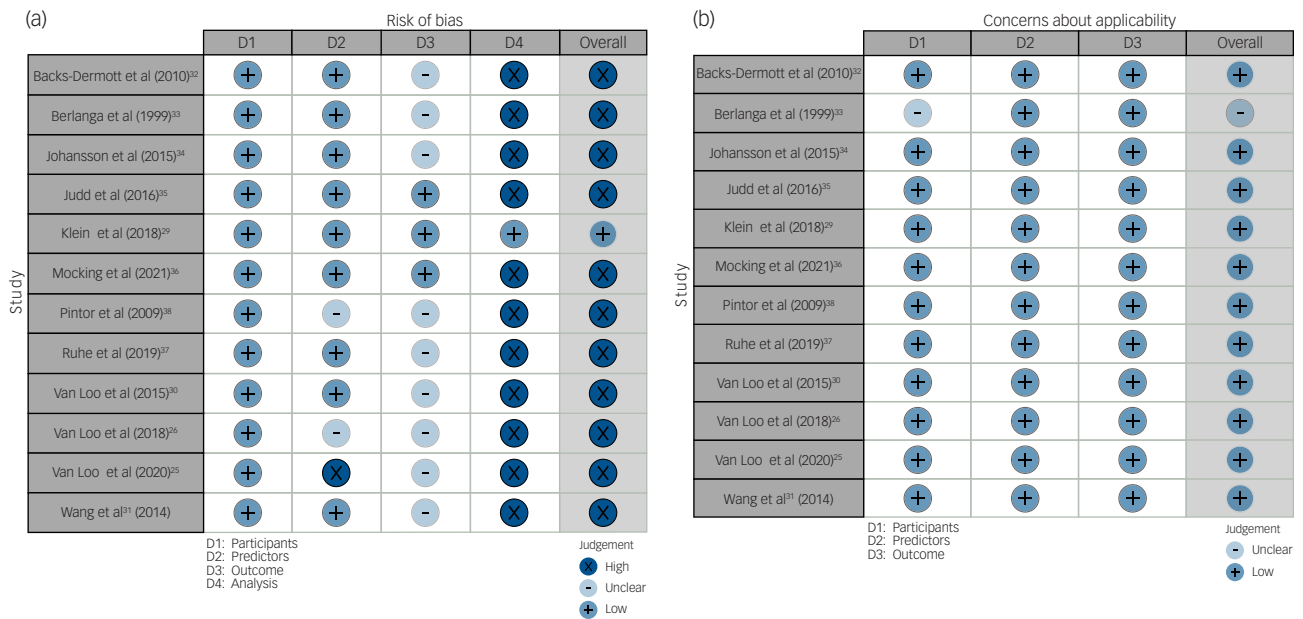 (a)
Risk of bias
D1 D2 D3 D4 Overall
Study
Backs-Dermott et al (2010)³² + + - X X
Berlanga et al (1999)³³ + + - X X
Johansson et al (2015)³⁴ + + - X X
Judd et al (2016)³⁵ + + + X X
Klein et al (2018)²⁹ + + + + +
Mocking et al (2021)³⁶ + + + X X
Pintor et al (2009)³⁸ + - - X X
Ruhe et al (2019)³⁷ + + - X X
Van Loo et al (2015)³⁰ + + - X X
Van Loo et al (2018)²⁶ + - - X X
Van Loo et al (2020)²⁵ + X - X X
Wang et al³¹ (2014) + + - X X
D1: Participants
D2: Predictors
D3: Outcome
D4: Analysis
Judgement
X High
- Unclear
+ Low
(b)
Concerns about applicability
D1 D2 D3 Overall
Study
Backs-Dermott et al (2010)³² + + + +
Berlanga et al (1999)³³ - + + -
Johansson et al (2015)³⁴ + + + +
Judd et al (2016)³⁵ + + + +
Klein et al (2018)²⁹ + + + +
Mocking et al (2021)³⁶ + + + +
Pintor et al (2009)³⁸ + + + +
Ruhe et al (2019)³⁷ + + + +
Van Loo et al (2015)³⁰ + + + +
Van Loo et al (2018)²⁶ + + + +
Van Loo et al (2020)²⁵ + + + +
Wang et al³¹ (2014) + + + +
D1: Participants
D2: Predictors
D3: Outcome
Judgement
- Unclear
+ Low